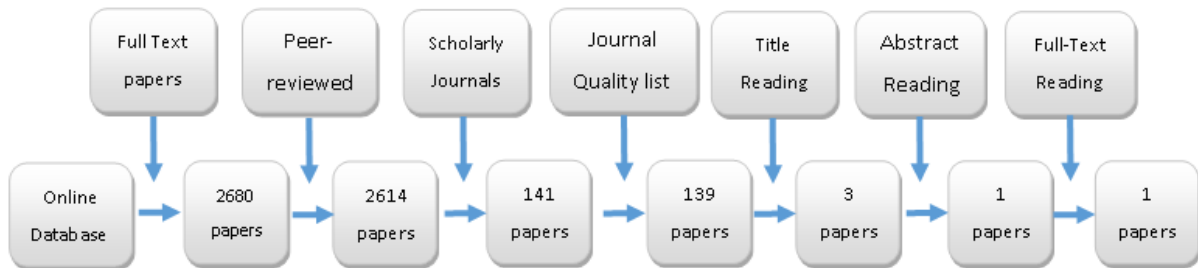 Full Text
papers
Peer-
reviewed
Scholarly
Journals
Journal
Quality list
Title
Reading
Abstract
Reading
Full-Text
Reading
Online
Database
2680
papers
2614
papers
141
papers
139
papers
3
papers
1
papers
1
papers